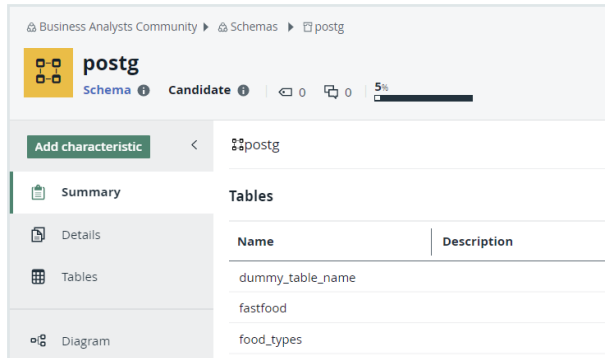 Business Analysts Community Schemas postg
postg
Schema Candidate 0 0 5%
Add characteristic
postg
Summary
Tables
Details
Name Description
Tables
dummy_table_name
fastfood
Diagram
food_types